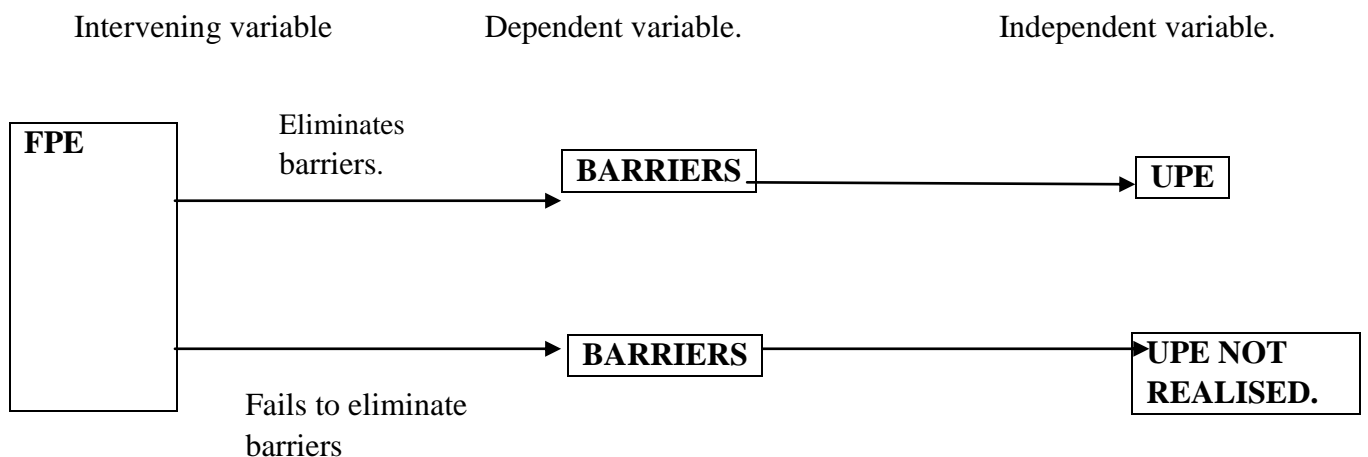 Intervening variable Dependent variable. Independent variable.
Eliminates
barriers.
FPE
BARRIERS
UPE
BARRIERS
UPE NOT
REALISED.
Fails to eliminate
barriers